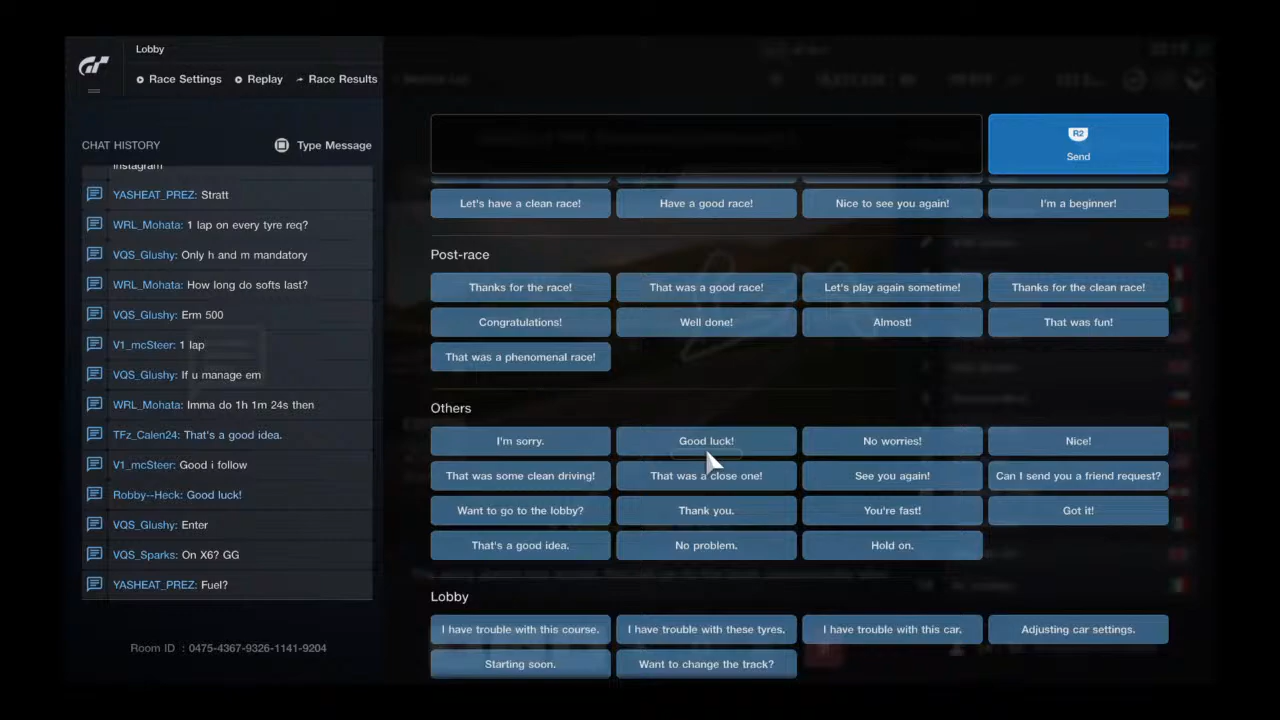 Lobby
Race Settings
Replay
Race Results
CHAT HISTORY
Type Message
instagram
YASHEAT_PREZ: Stratt
WRL_Mohata: 1 lap on every tyre req?
VQS_Glushy: Only h and m mandatory
WRL_Mohata: How long do softs last?
VQS_Glushy: Erm 500
V1_mcSteer: 1 lap
VQS_Glushy: If u manage em
WRL_Mohata: Imma do 1h 1m 24s then
TFz_Calen24: That's a good idea.
V1_mcSteer: Good i follow
Robby--Heck: Good luck!
VQS_Glushy: Enter
VQS_Sparks: On X6? GG
YASHEAT_PREZ: Fuel?
Room ID : 0475-4367-9326-1141-9204
R2
Send
Let's have a clean race!
Have a good race!
Nice to see you again!
I'm a beginner!
Post-race
Thanks for the race!
That was a good race!
Let's play again sometime!
Thanks for the clean race!
Congratulations!
Well done!
Almost!
That was fun!
That was a phenomenal race!
Others
I'm sorry.
Good luck!
No worries!
Nice!
That was some clean driving!
That was a close one!
See you again!
Can I send you a friend request?
Want to go to the lobby?
Thank you.
You're fast!
Got it!
That's a good idea.
No problem.
Hold on.
Lobby
I have trouble with this course.
I have trouble with these tyres.
I have trouble with this car.
Adjusting car settings.
Starting soon.
Want to change the track?